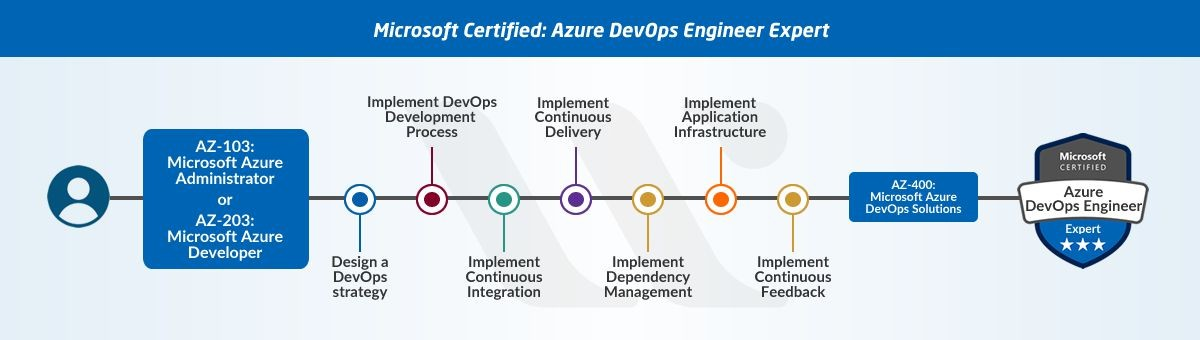 Microsoft Certified: Azure DevOps Engineer Expert
AZ-103:
Microsoft Azure
Administrator
or
AZ-203:
Microsoft Azure
Developer
Design a
DevOps
strategy
Implement DevOps
Development
Process
Implement
Continuous
Integration
Implement
Continuous
Delivery
Implement
Dependency
Management
Implement
Application
Infrastructure
Implement
Continuous
Feedback
AZ-400:
Microsoft Azure
DevOps Solutions
Microsoft
CERTIFIED
Azure
DevOps Engineer
Expert